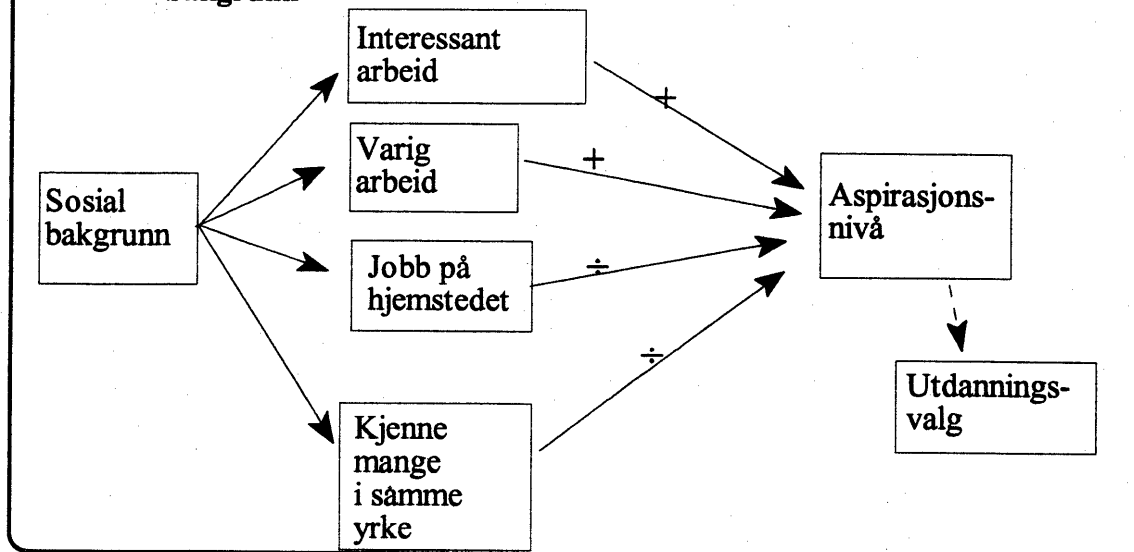 Interessant
arbeid
+
Varig
arbeid
+
Sosial
bakgrunn
Aspirasjons-
nivå
Jobb på
hjemstedet
÷
÷
Utdannings-
valg
Kjenne
mange
i samme
yrke